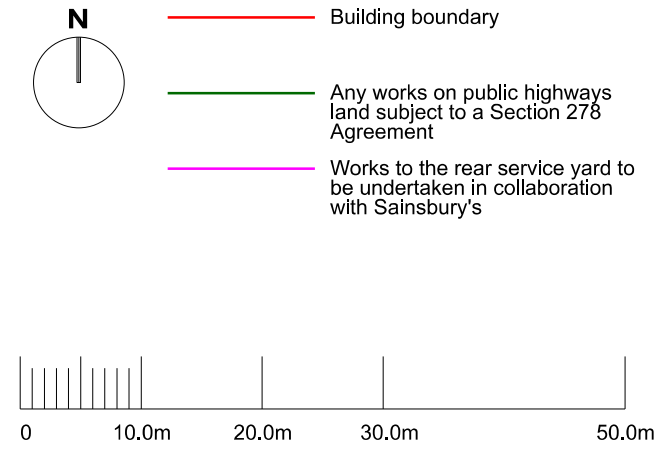 N
Building boundary
Any works on public highways
land subject to a Section 278
Agreement
Works to the rear service yard to
be undertaken in collaboration
with Sainsbury's
0 10.0m 20.0m 30.0m 50.0m